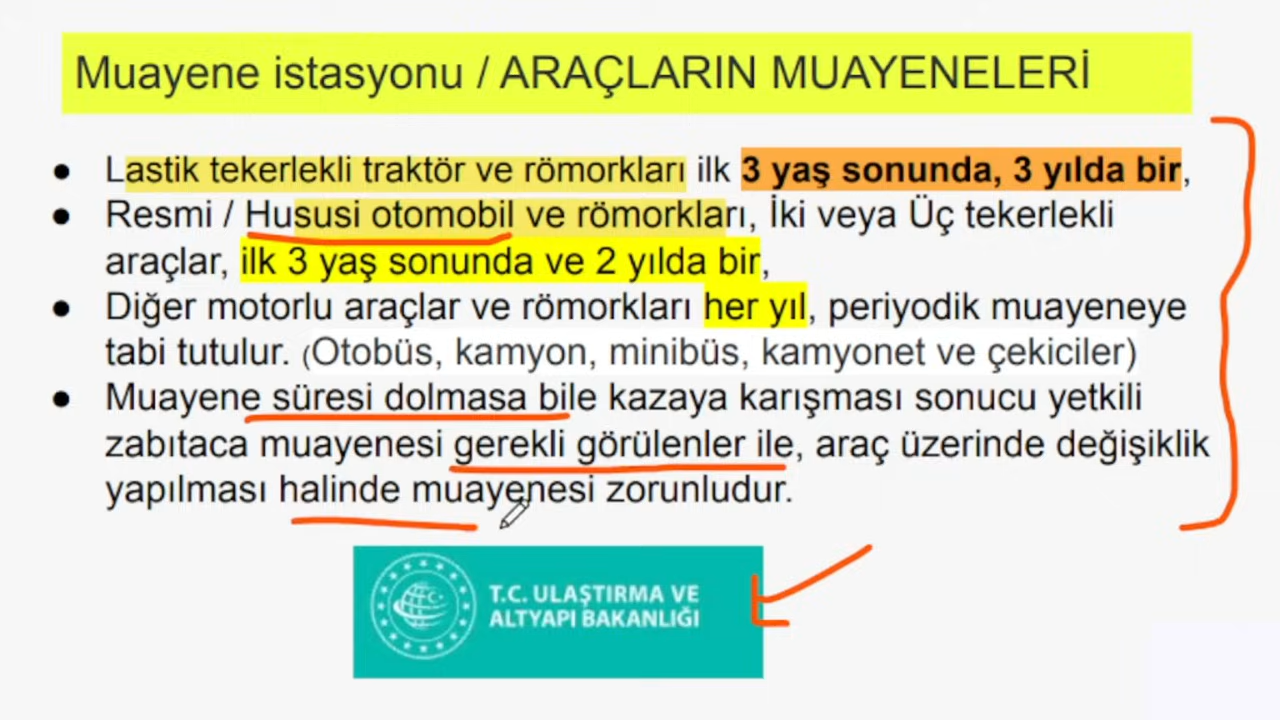 Muayene istasyonu / ARAÇLARIN MUAYENELERİ
● Lastik tekerlekli traktör ve römorkları ilk 3 yaş sonunda, 3 yılda bir,
● Resmi / Hususi otomobil ve römorkları, İki veya Üç tekerlekli
araçlar, ilk 3 yaş sonunda ve 2 yılda bir,
● Diğer motorlu araçlar ve römorkları her yıl, periyodik muayeneye
tabi tutulur. (Otobüs, kamyon, minibüs, kamyonet ve çekiciler)
● Muayene süresi dolmasa bile kazaya karışması sonucu yetkili
zabıtaca muayenesi gerekli görülenler ile, araç üzerinde değişiklik
yapılması halinde muayenesi zorunludur.
T.C. ULAŞTIRMA VE
ALTYAPI BAKANLIĞI